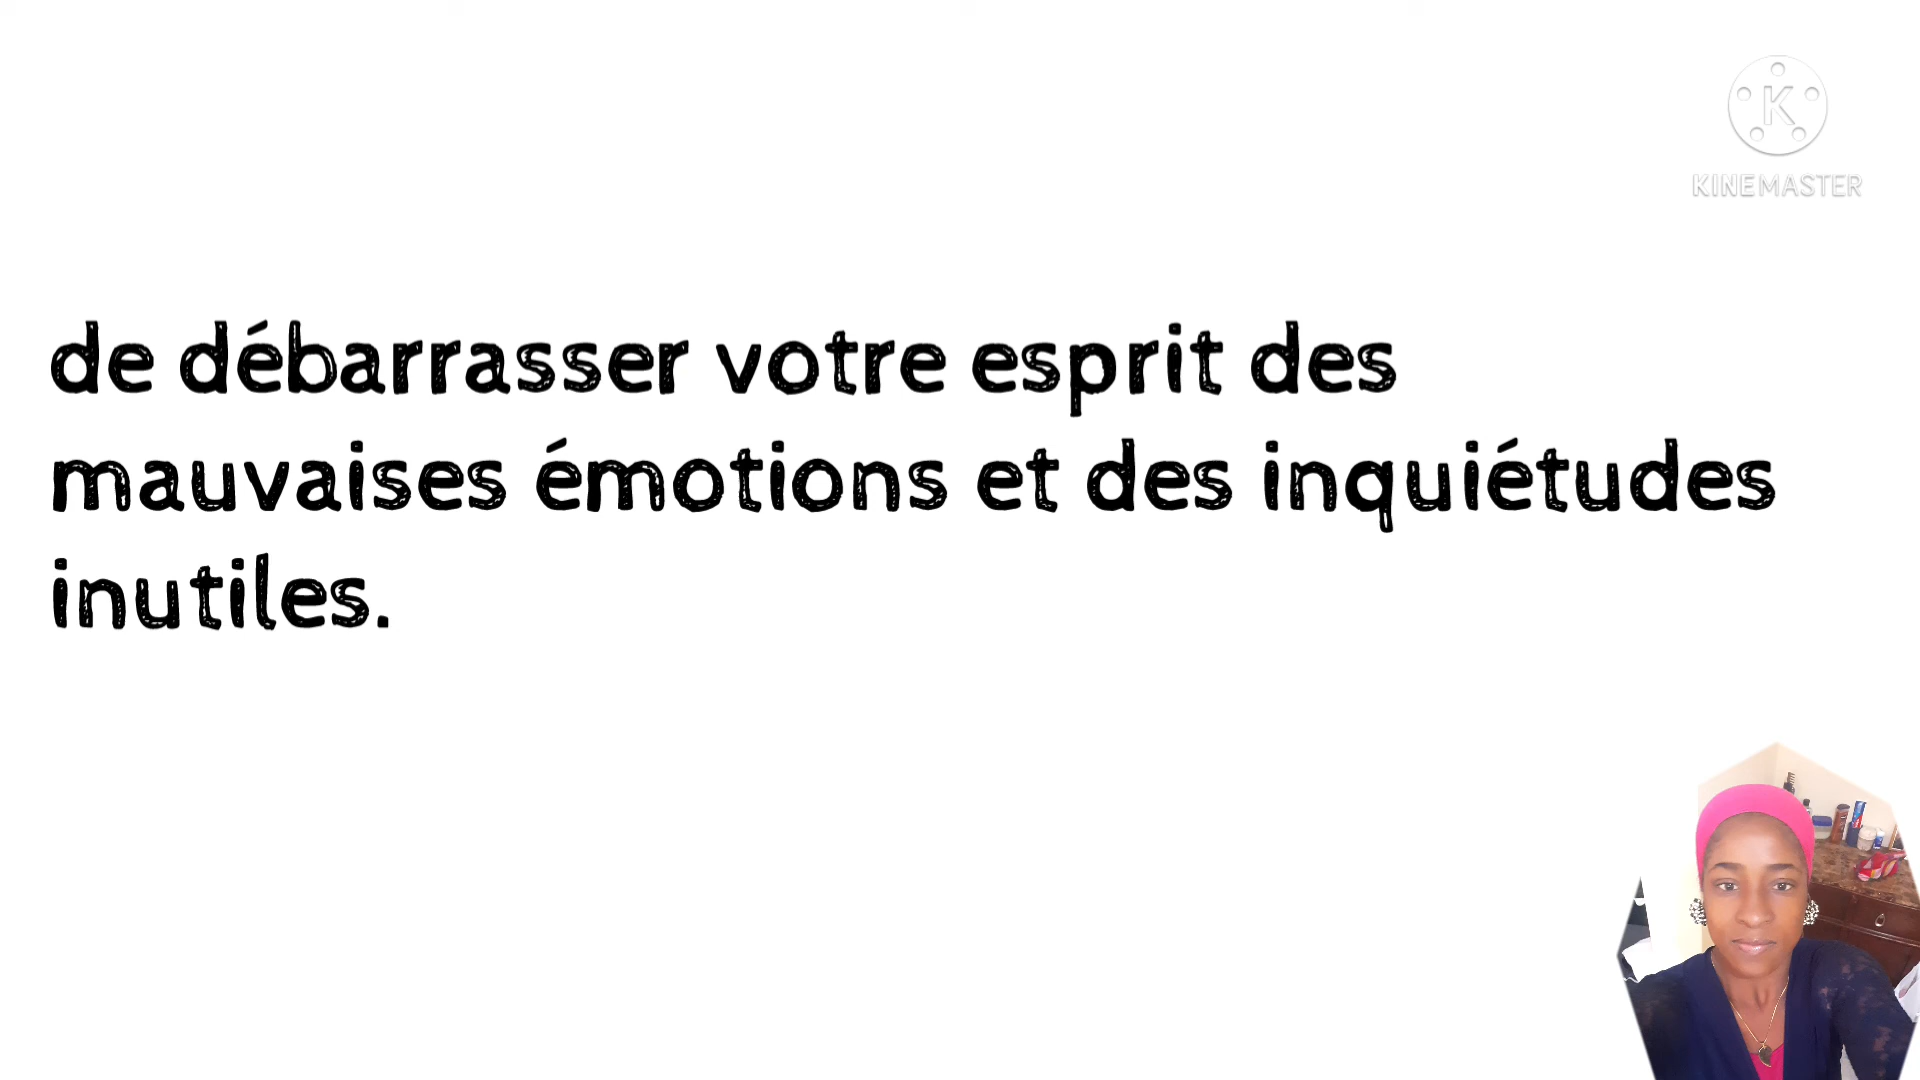 K
KINEMASTER
de débarrasser votre esprit des
mauvaises émotions et des inquiétudes
inutiles.